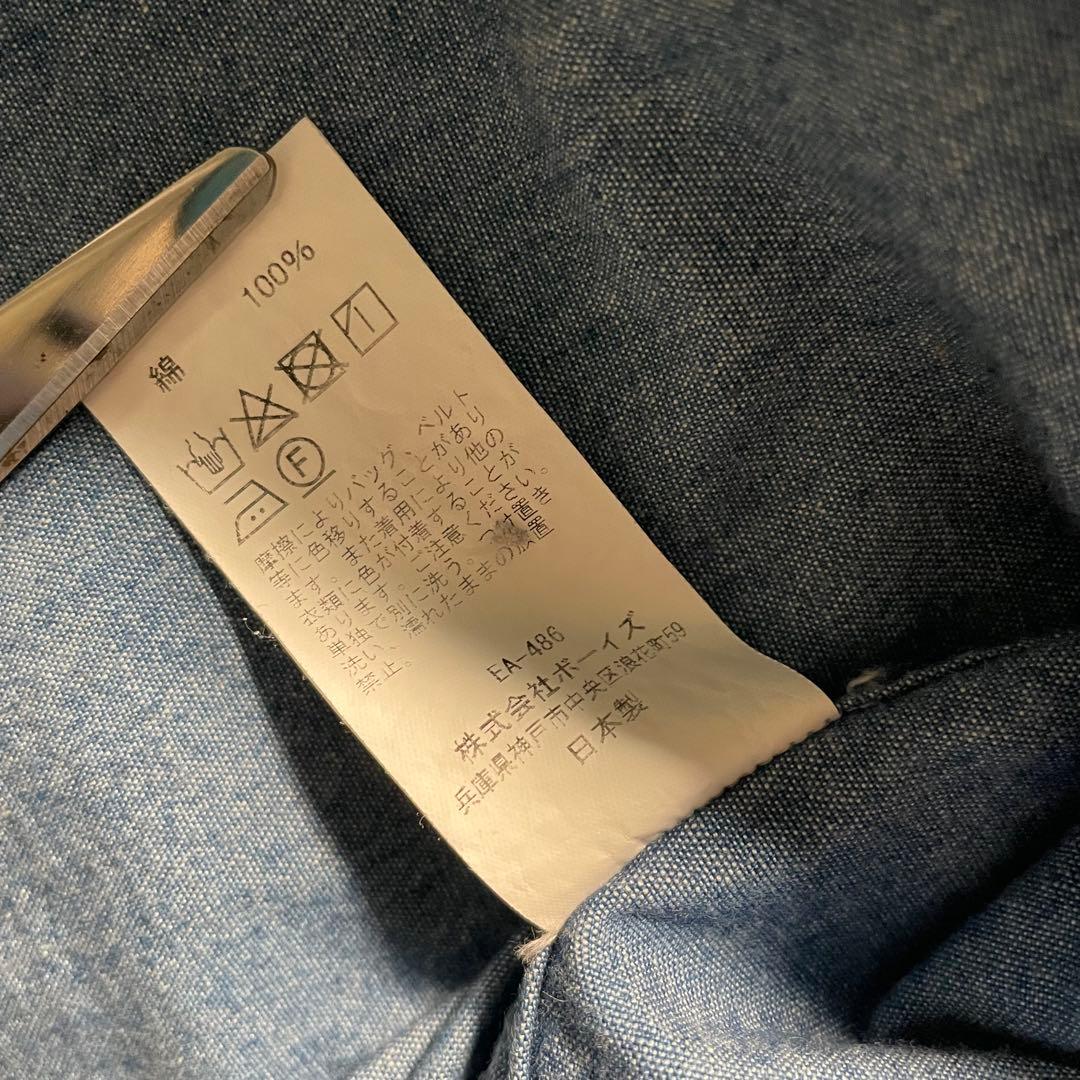 綿 100%
F
摩擦によりバッグ、ベルト
等に色移りすることがあり
ます。また着用により他の
衣類に色が付着することが
あります。ご注意ください。
単独で別に洗う。つけ置き
洗い、濡れたままの放置
禁止。
EA-486
株式会社ボーイズ
兵庫県神戸市中央区浪花町59
日本製